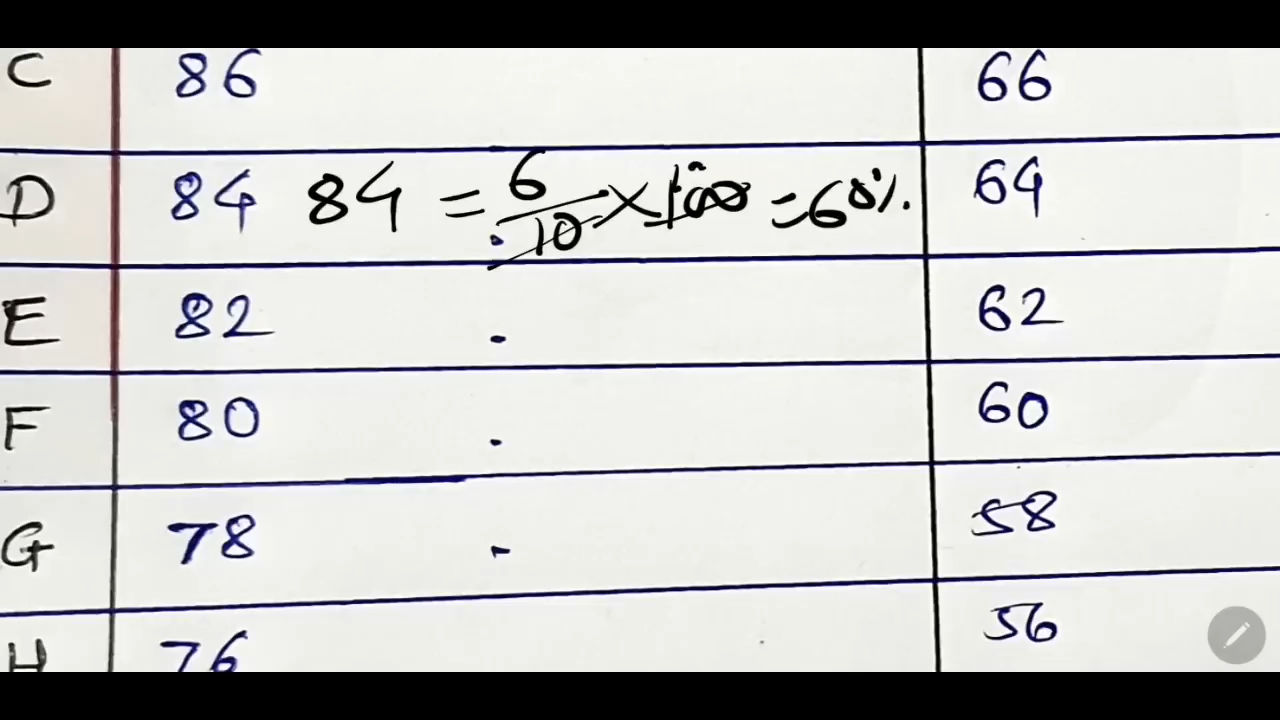 C 86 66
D 84 84 = 6/10 × 100 = 60% 64
E 82 62
F 80 60
G 78 58
H 76 56